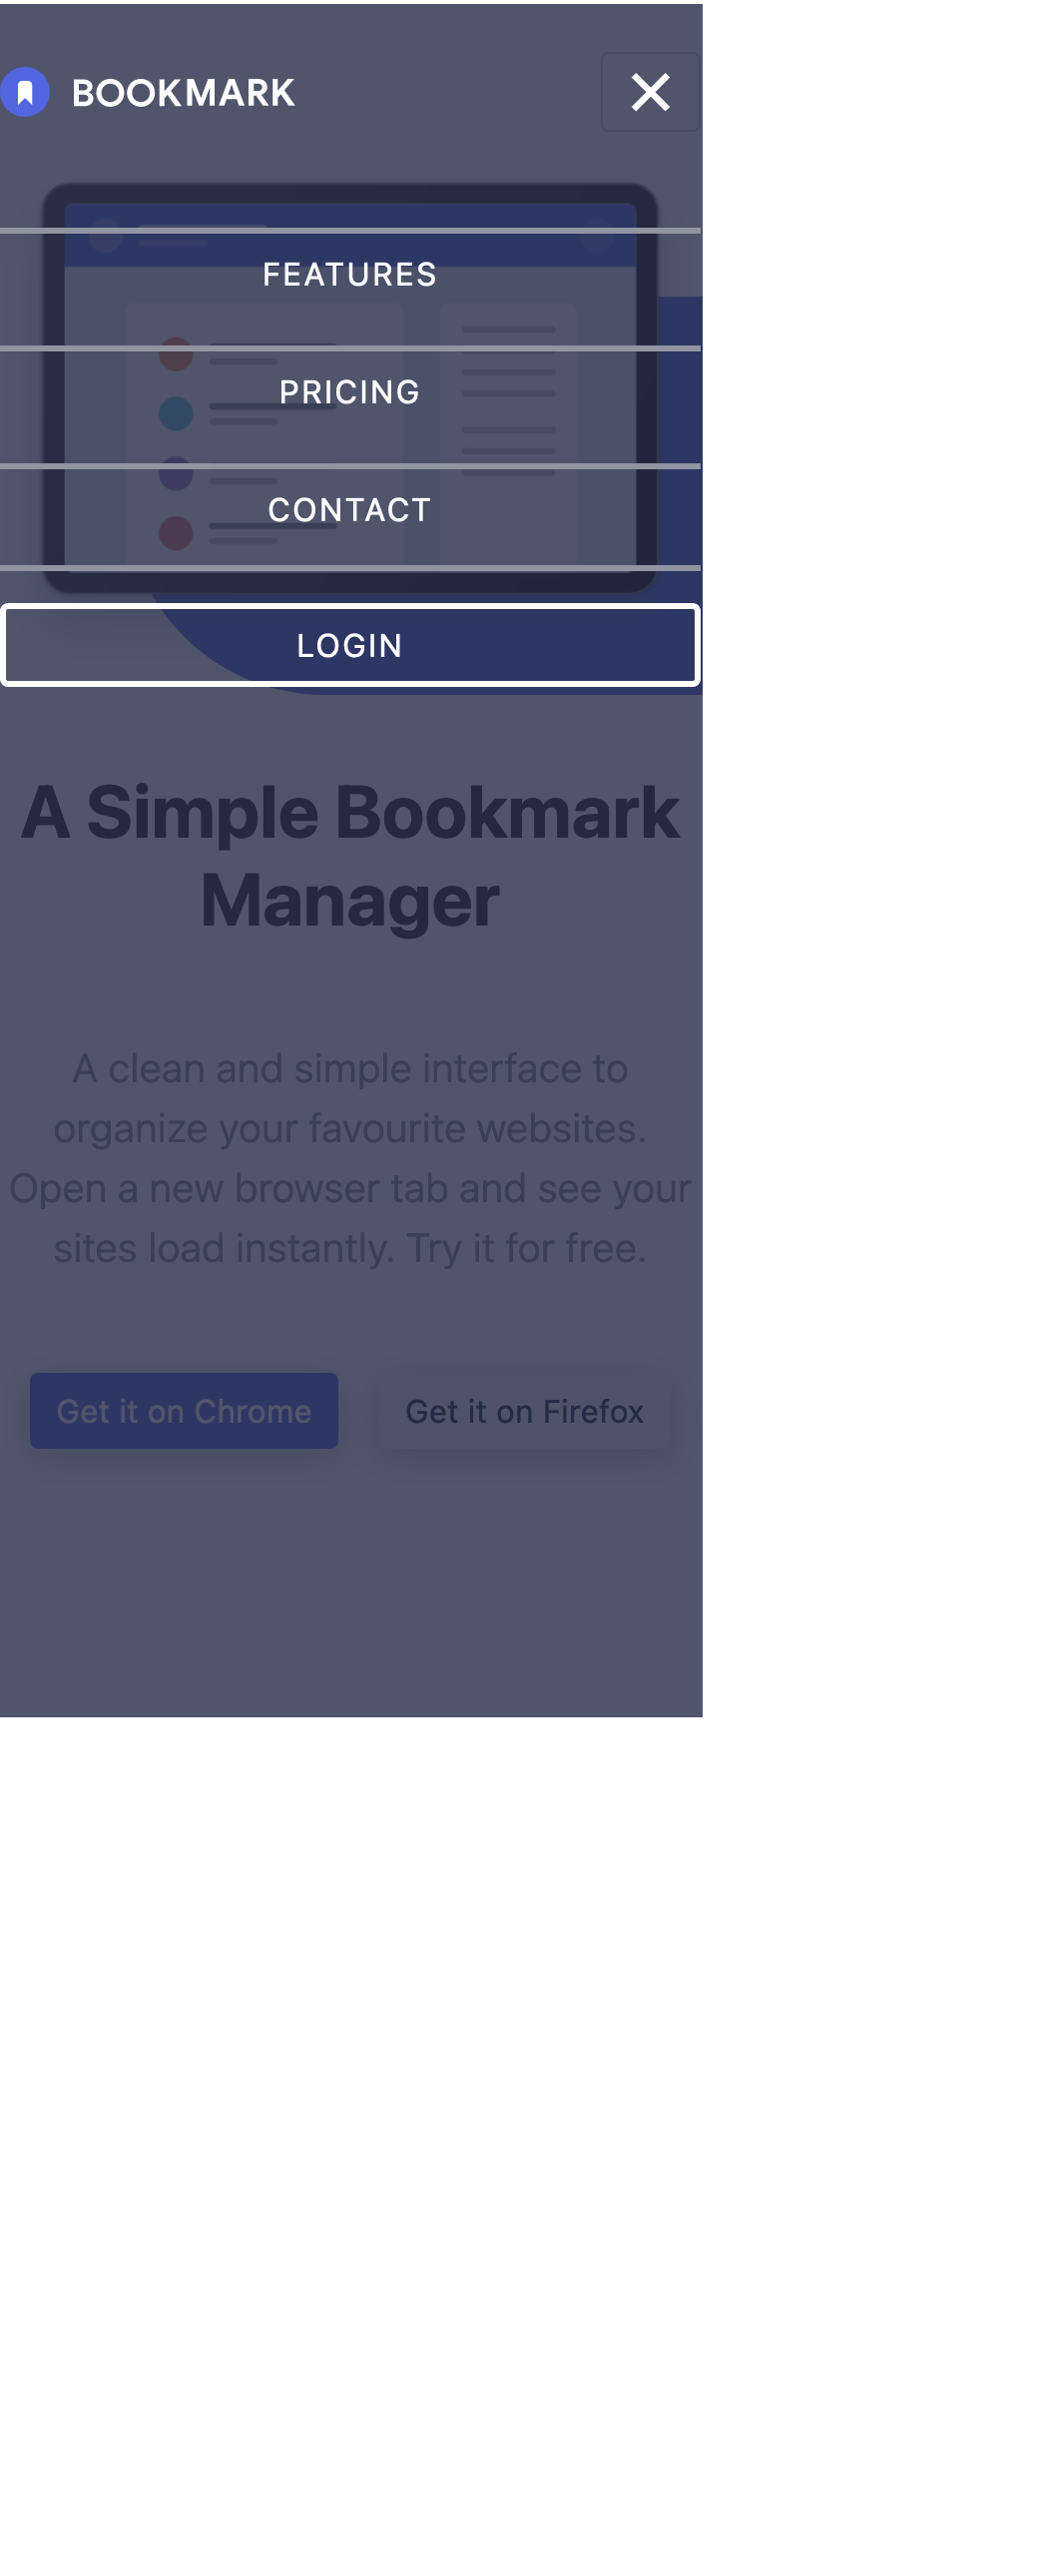 BOOKMARK
FEATURES
PRICING
CONTACT
LOGIN
A Simple Bookmark
Manager
A clean and simple interface to
organize your favourite websites.
Open a new browser tab and see your
sites load instantly. Try it for free.
Get it on Chrome
Get it on Firefox